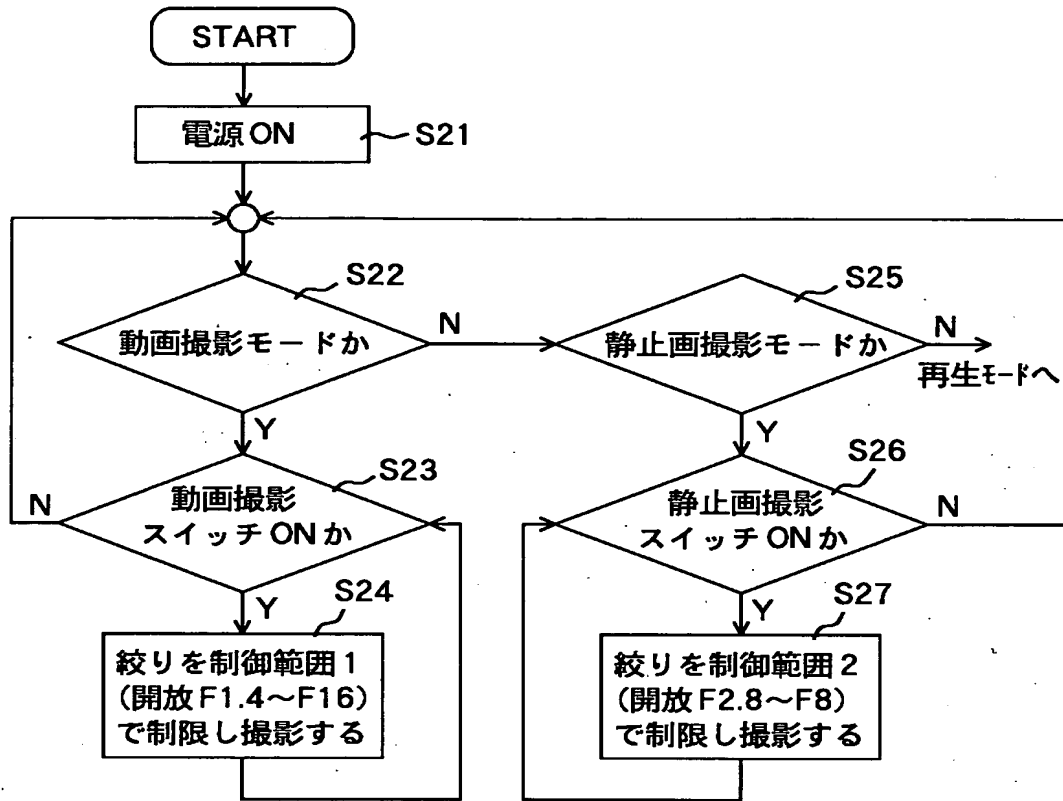 START
電源ON
S21
S22
動画撮影モードか
N
S25
静止画撮影モードか
N
再生モードへ
Y
Y
S23
動画撮影
スイッチONか
N
S26
静止画撮影
スイッチONか
N
Y
Y
S24
絞りを制御範囲1
(開放F1.4〜F16)
で制限し撮影する
S27
絞りを制御範囲2
(開放F2.8〜F8)
で制限し撮影する